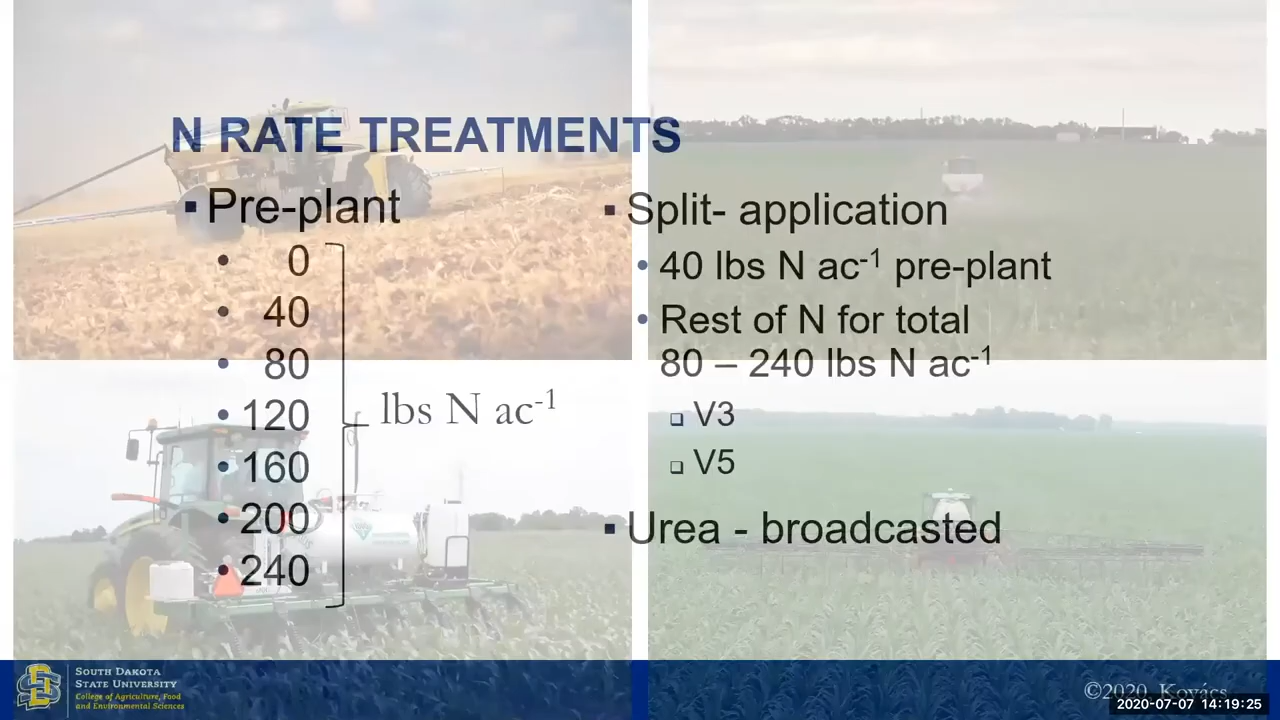 N RATE TREATMENTS
▪ Pre-plant
• 0
• 40
• 80
• 120
• 160
• 200
• 240
lbs N ac-1
▪ Split- application
• 40 lbs N ac-1 pre-plant
• Rest of N for total
80 – 240 lbs N ac-1
❑ V3
❑ V5
▪ Urea - broadcasted
SOUTH DAKOTA
STATE UNIVERSITY
College of Agriculture, Food
and Environmental Sciences
©2020 Kovács
2020-07-07 14:19:25